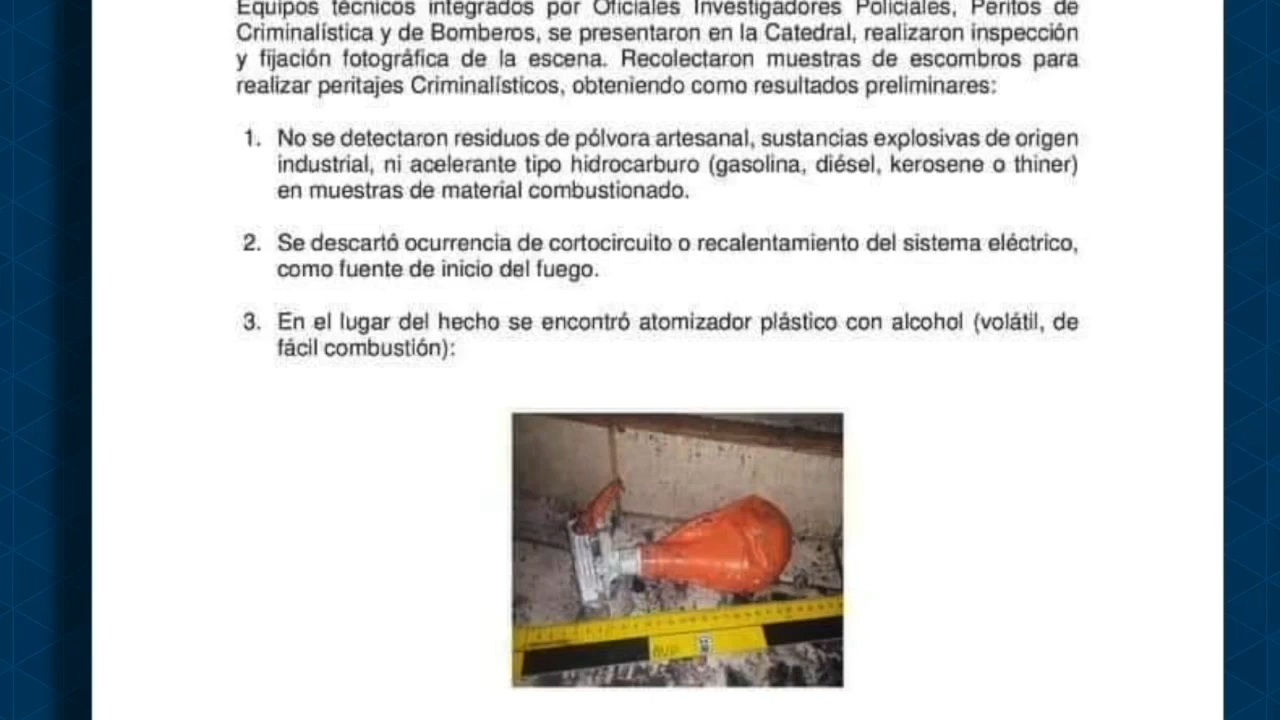 Equipos técnicos integrados por Oficiales Investigadores Policiales, Peritos de
Criminalística y de Bomberos, se presentaron en la Catedral, realizaron inspección
y fijación fotográfica de la escena. Recolectaron muestras de escombros para
realizar peritajes Criminalísticos, obteniendo como resultados preliminares:
1. No se detectaron residuos de pólvora artesanal, sustancias explosivas de origen
industrial, ni acelerante tipo hidrocarburo (gasolina, diésel, kerosene o thiner)
en muestras de material combustionado.
2. Se descartó ocurrencia de cortocircuito o recalentamiento del sistema eléctrico,
como fuente de inicio del fuego.
3. En el lugar del hecho se encontró atomizador plástico con alcohol (volátil, de
fácil combustión):